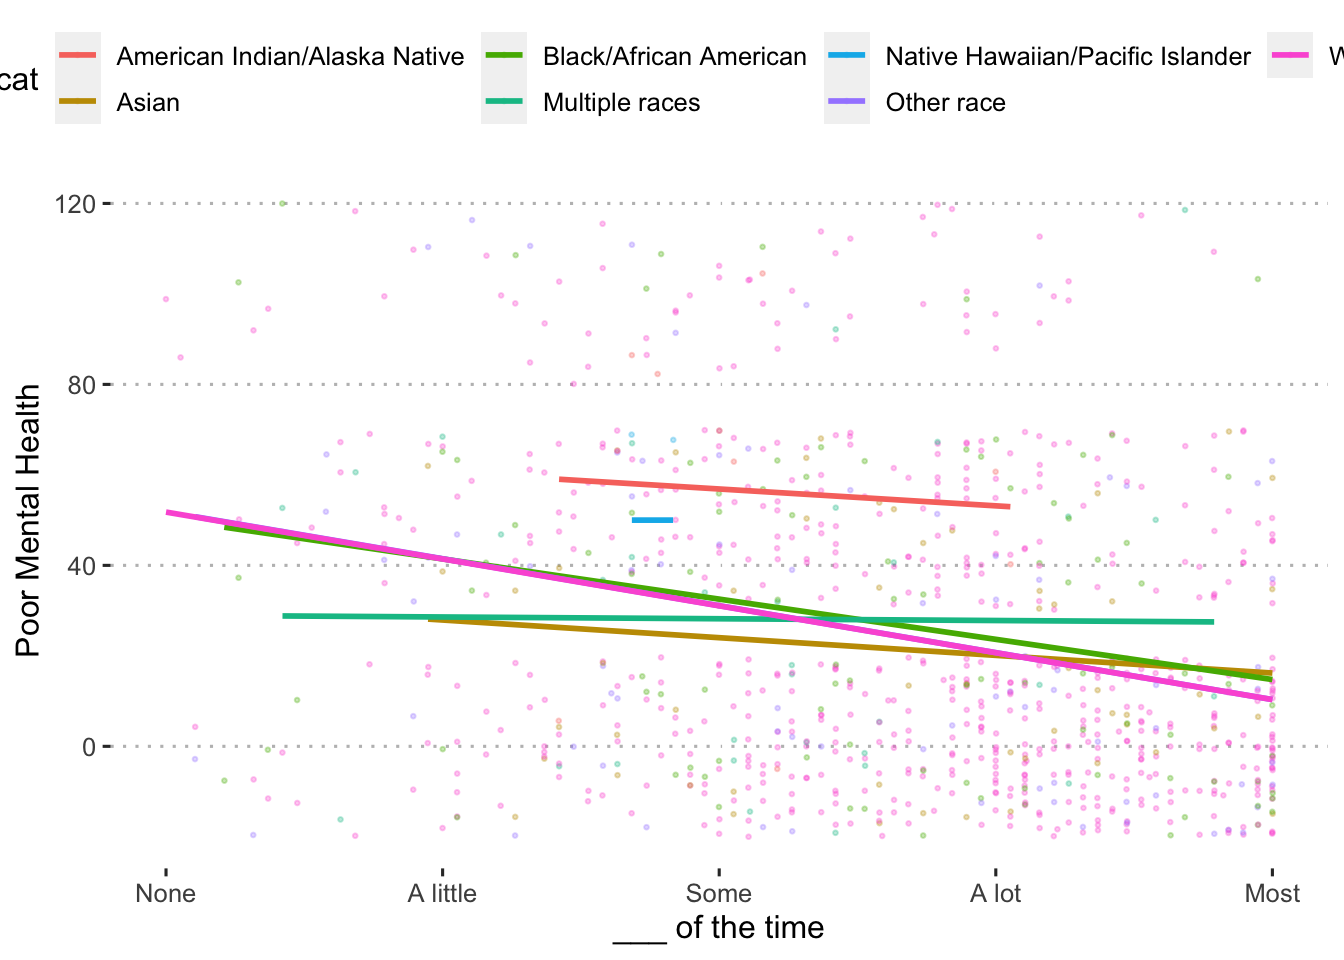 cat
American Indian/Alaska Native Black/African American Native Hawaiian/Pacific Islander W
Asian Multiple races Other race
Poor Mental Health
120
80
40
0
None A little Some A lot Most
___ of the time